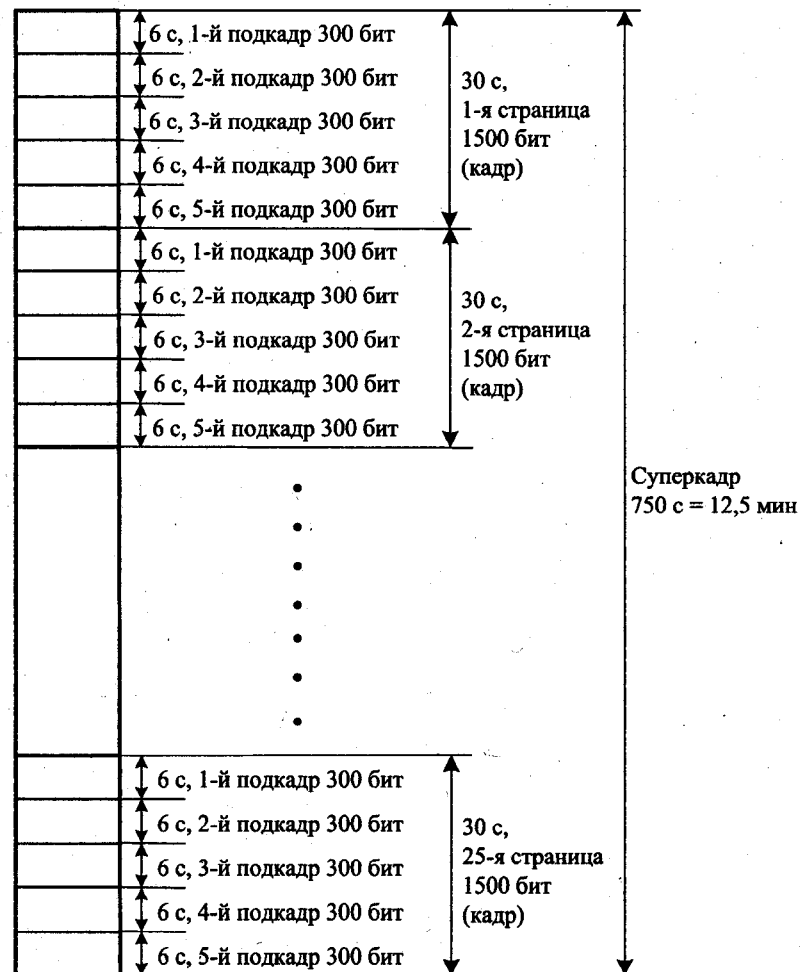 6 с, 1-й подкадр 300 бит
6 с, 2-й подкадр 300 бит
6 с, 3-й подкадр 300 бит
6 с, 4-й подкадр 300 бит
6 с, 5-й подкадр 300 бит
30 с,
1-я страница
1500 бит
(кадр)
6 с, 1-й подкадр 300 бит
6 с, 2-й подкадр 300 бит
6 с, 3-й подкадр 300 бит
6 с, 4-й подкадр 300 бит
6 с, 5-й подкадр 300 бит
30 с,
2-я страница
1500 бит
(кадр)
Суперкадр
750 с = 12,5 мин
6 с, 1-й подкадр 300 бит
6 с, 2-й подкадр 300 бит
6 с, 3-й подкадр 300 бит
6 с, 4-й подкадр 300 бит
6 с, 5-й подкадр 300 бит
30 с,
25-я страница
1500 бит
(кадр)